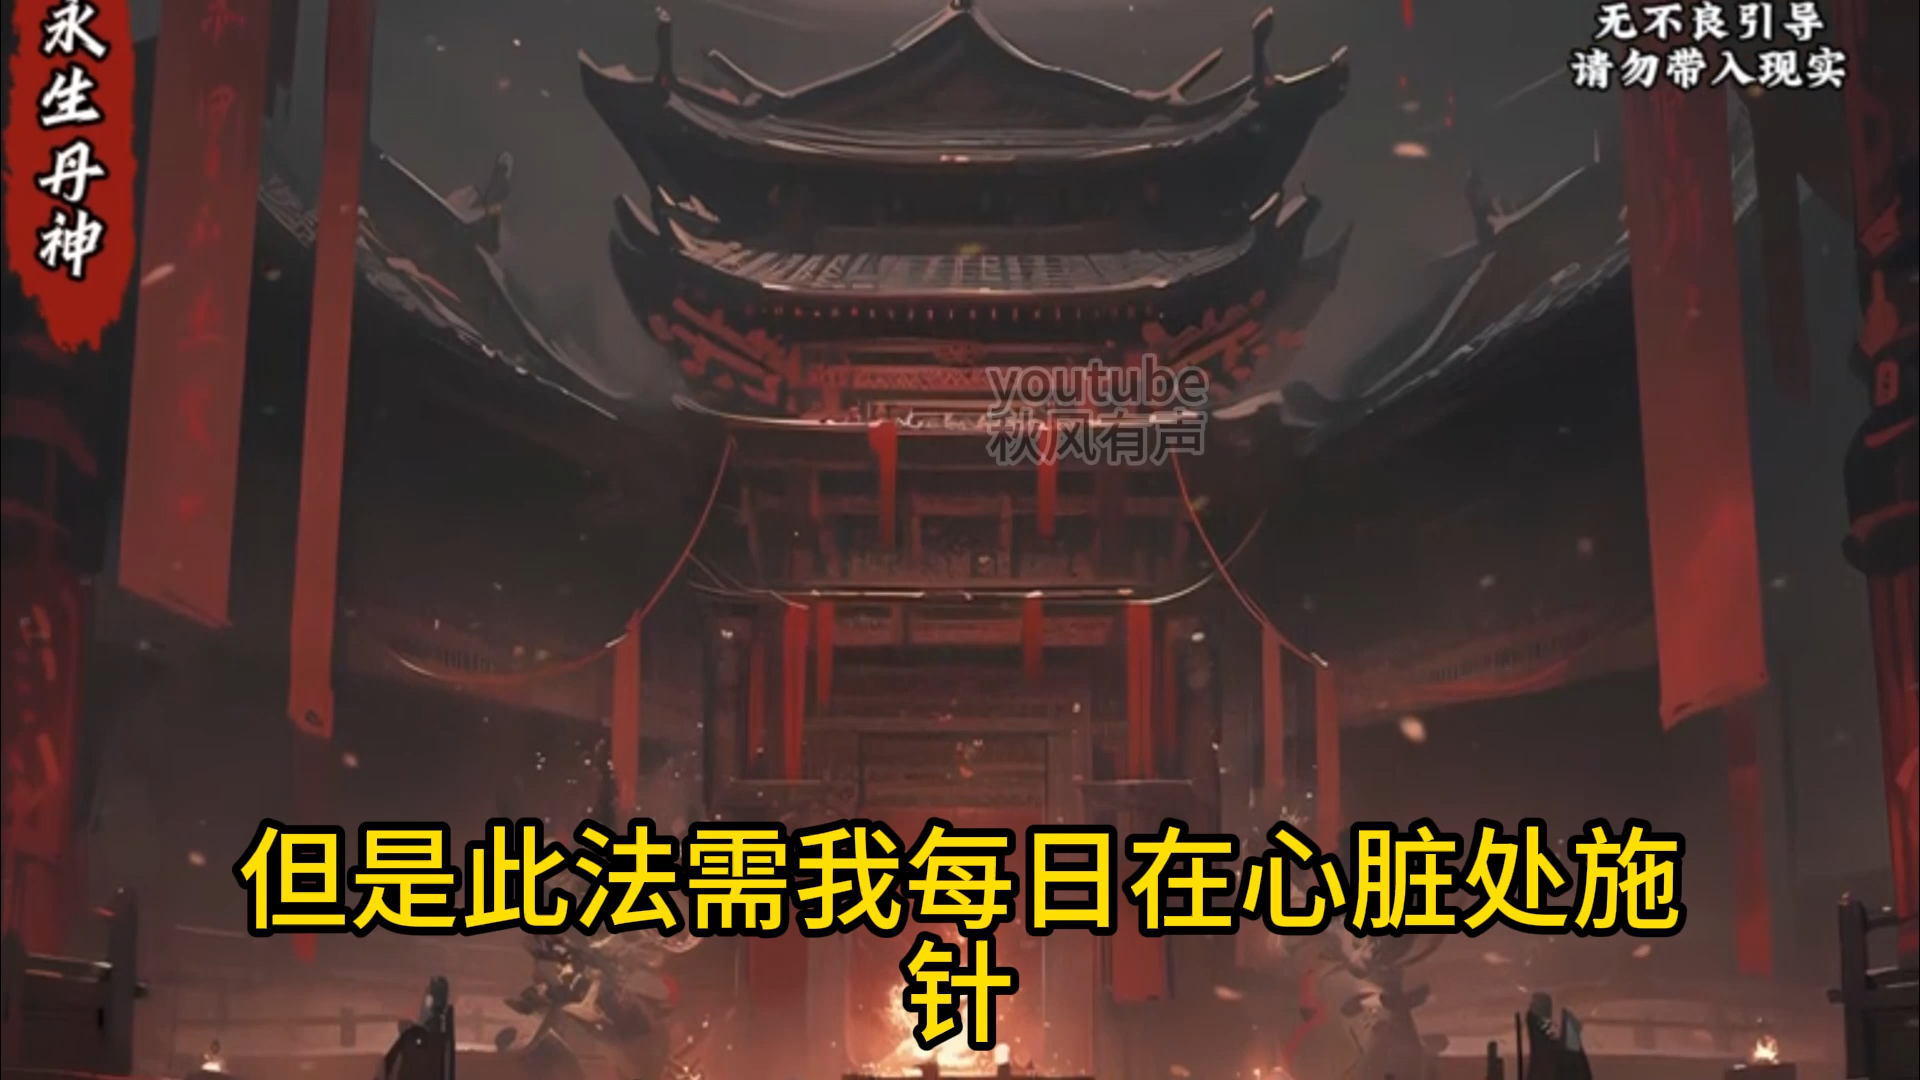 永生丹神
无不良引导
请勿带入现实
youtube
秋风有声
但是此法需我每日在心脏处施
针